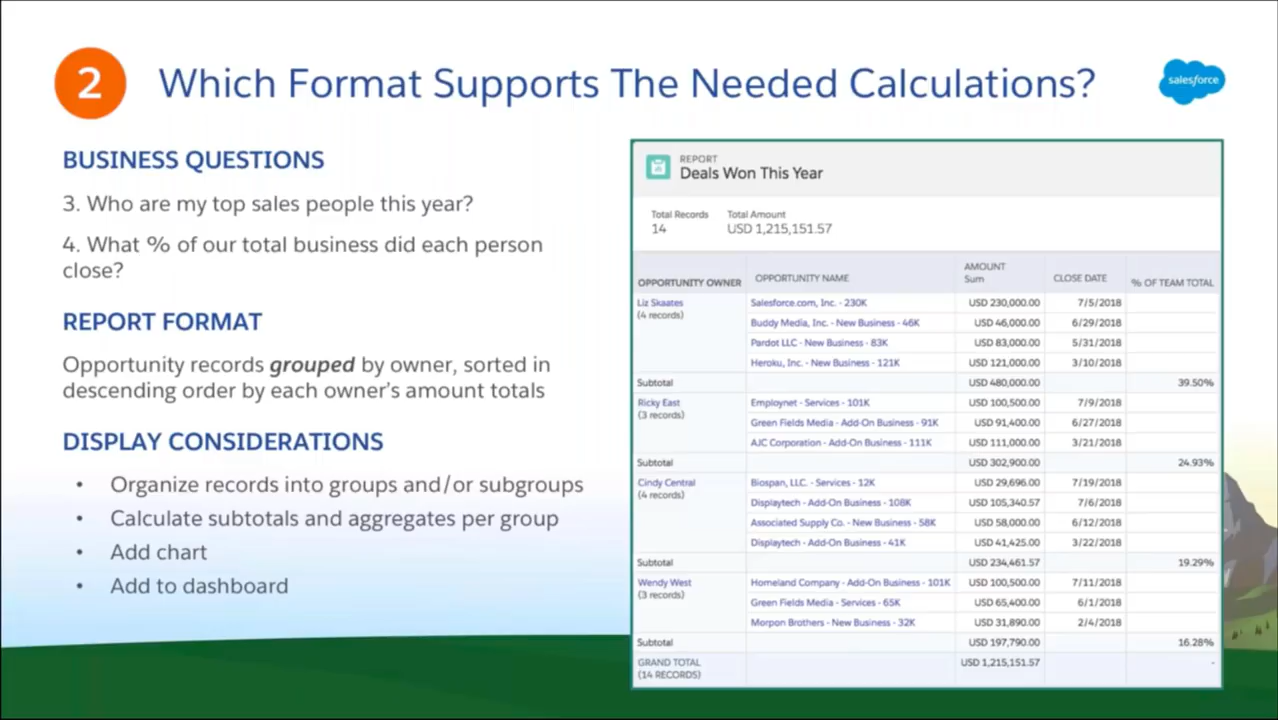 2
Which Format Supports The Needed Calculations?
salesforce
BUSINESS QUESTIONS
3. Who are my top sales people this year?
4. What % of our total business did each person
close?
REPORT FORMAT
Opportunity records grouped by owner, sorted in
descending order by each owner's amount totals
DISPLAY CONSIDERATIONS
• Organize records into groups and/or subgroups
• Calculate subtotals and aggregates per group
• Add chart
• Add to dashboard
REPORT
Deals Won This Year
Total Records Total Amount
14 USD 1,215,151.57
OPPORTUNITY OWNER OPPORTUNITY NAME AMOUNT Sum CLOSE DATE % OF TEAM TOTAL
Liz Skaates Salesforce.com, Inc. - 230K USD 230,000.00 7/5/2018
(4 records) Buddy Media, Inc. - New Business - 46K USD 46,000.00 6/29/2018
Pardot LLC - New Business - 83K USD 83,000.00 5/31/2018
Heroku, Inc. - New Business - 121K USD 121,000.00 3/10/2018
Subtotal USD 480,000.00 39.50%
Ricky East Employnet - Services - 101K USD 100,500.00 7/9/2018
(3 records) Green Fields Media - Add-On Business - 91K USD 91,400.00 6/27/2018
AJC Corporation - Add-On Business - 111K USD 111,000.00 3/21/2018
Subtotal USD 302,900.00 24.93%
Cindy Central Biospan, LLC. - Services - 12K USD 29,696.00 7/19/2018
(4 records) Displaytech - Add-On Business - 108K USD 105,340.57 7/6/2018
Associated Supply Co. - New Business - 58K USD 58,000.00 6/12/2018
Displaytech - Add-On Business - 41K USD 41,425.00 3/22/2018
Subtotal USD 234,461.57 19.29%
Wendy West Homeland Company - Add-On Business - 101K USD 100,500.00 7/11/2018
(3 records) Green Fields Media - Services - 65K USD 65,400.00 6/1/2018
Morpon Brothers - New Business - 32K USD 31,890.00 2/4/2018
Subtotal USD 197,790.00 16.28%
GRAND TOTAL USD 1,215,151.57 -
(14 RECORDS)